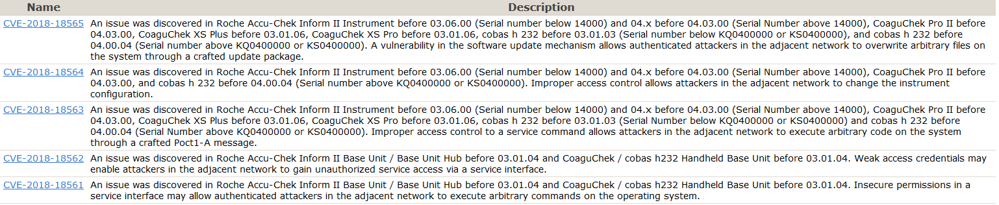 Name Description
CVE-2018-18565 An issue was discovered in Roche Accu-Chek Inform II Instrument before 03.06.00 (Serial number below 14000) and 04.x before 04.03.00 (Serial Number above 14000), CoaguChek Pro II before
04.03.00, CoaguChek XS Plus before 03.01.06, CoaguChek XS Pro before 03.01.06, cobas h 232 before 03.01.03 (Serial number below KQ0400000 or KS0400000), and cobas h 232 before
04.00.04 (Serial number above KQ0400000 or KS0400000). A vulnerability in the software update mechanism allows authenticated attackers in the adjacent network to overwrite arbitrary files on
the system through a crafted update package.
CVE-2018-18564 An issue was discovered in Roche Accu-Chek Inform II Instrument before 03.06.00 (Serial number below 14000) and 04.x before 04.03.00 (Serial Number above 14000), CoaguChek Pro II before
04.03.00, and cobas h 232 before 04.00.04 (Serial number above KQ0400000 or KS0400000). Improper access control allows attackers in the adjacent network to change the instrument
configuration.
CVE-2018-18563 An issue was discovered in Roche Accu-Chek Inform II Instrument before 03.06.00 (Serial number below 14000) and 04.x before 04.03.00 (Serial Number above 14000), CoaguChek Pro II before
04.03.00, CoaguChek XS Plus before 03.01.06, CoaguChek XS Pro before 03.01.06, cobas h 232 before 03.01.03 (Serial Number below KQ0400000 or KS0400000) and cobas h 232 before
04.00.04 (Serial Number above KQ0400000 or KS0400000). Improper access control to a service command allows attackers in the adjacent network to execute arbitrary code on the system
through a crafted Poct1-A message.
CVE-2018-18562 An issue was discovered in Roche Accu-Chek Inform II Base Unit / Base Unit Hub before 03.01.04 and CoaguChek / cobas h232 Handheld Base Unit before 03.01.04. Weak access credentials may
enable attackers in the adjacent network to gain unauthorized service access via a service interface.
CVE-2018-18561 An issue was discovered in Roche Accu-Chek Inform II Base Unit / Base Unit Hub before 03.01.04 and CoaguChek / cobas h232 Handheld Base Unit before 03.01.04. Insecure permissions in a
service interface may allow authenticated attackers in the adjacent network to execute arbitrary commands on the operating system.